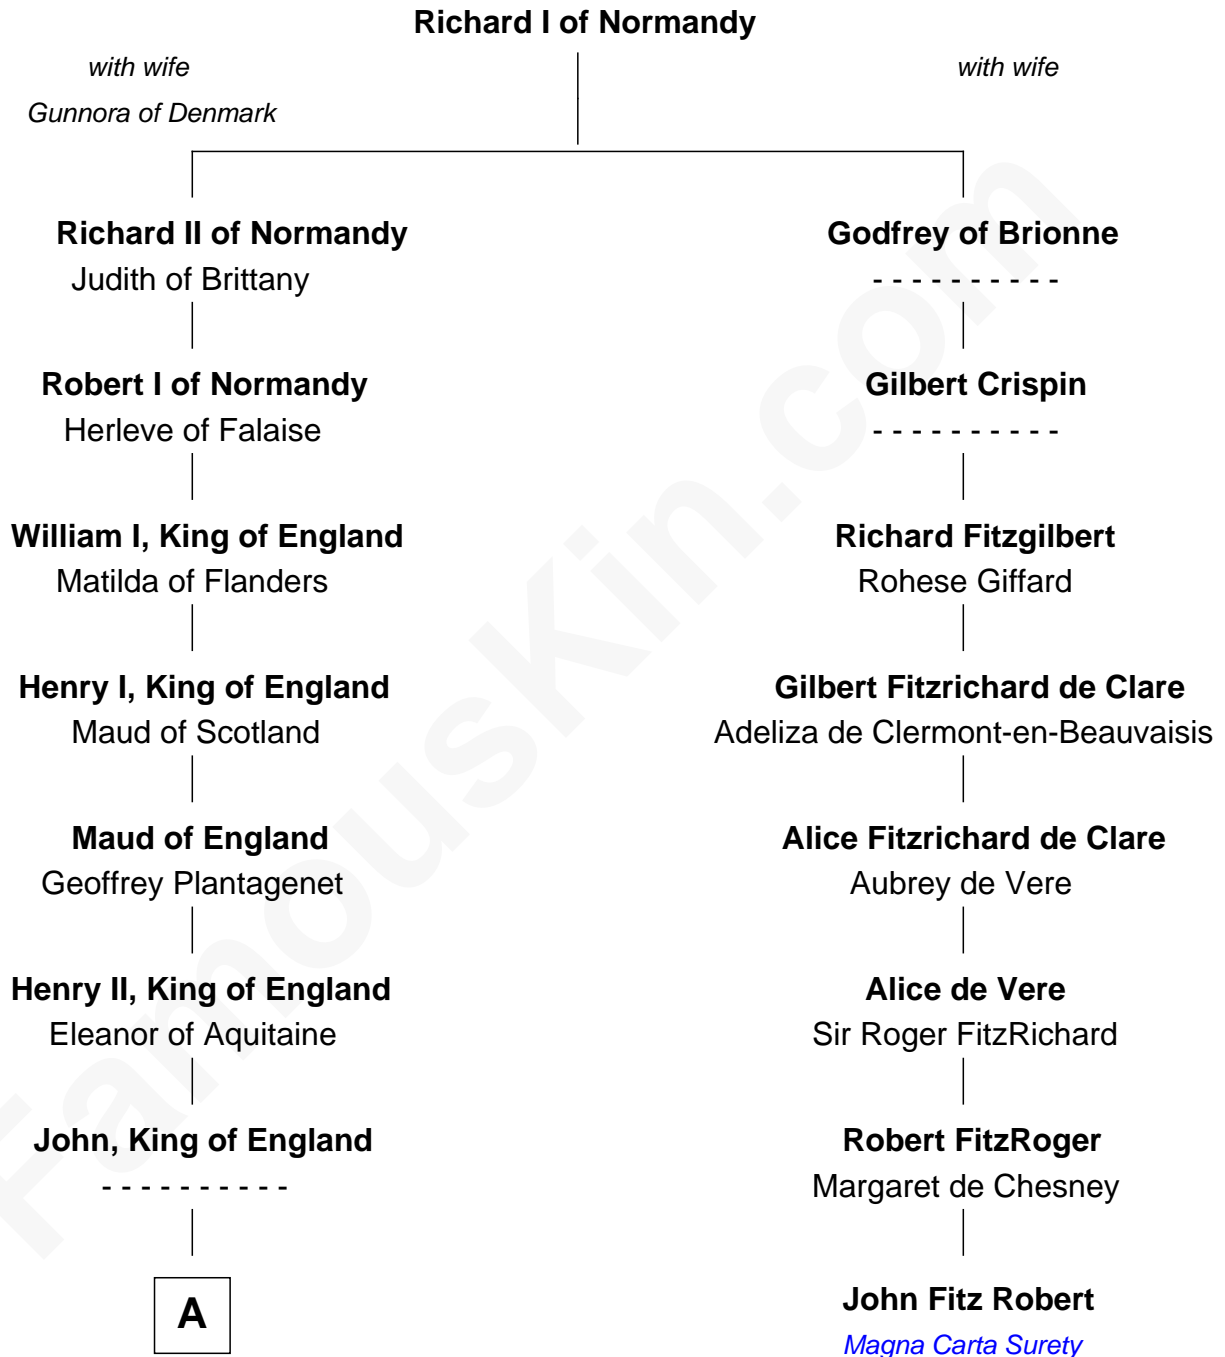 Richard I of Normandy
with wife
with wife
Gunnora of Denmark
Richard II of Normandy
Godfrey of Brionne
Judith of Brittany
- - - - - - - - - -
Robert I of Normandy
Gilbert Crispin
Herleve of Falaise
- - - - - - - - - -
William I, King of England
Richard Fitzgilbert
Matilda of Flanders
Rohese Giffard
Henry I, King of England
Gilbert Fitzrichard de Clare
Maud of Scotland
Adeliza de Clermont-en-Beauvaisis
Maud of England
Alice Fitzrichard de Clare
Geoffrey Plantagenet
Aubrey de Vere
Henry II, King of England
Alice de Vere
Eleanor of Aquitaine
Sir Roger FitzRichard
John, King of England
Robert FitzRoger
- - - - - - - - - -
Margaret de Chesney
A
John Fitz Robert
Magna Carta Surety
FamousKin.com